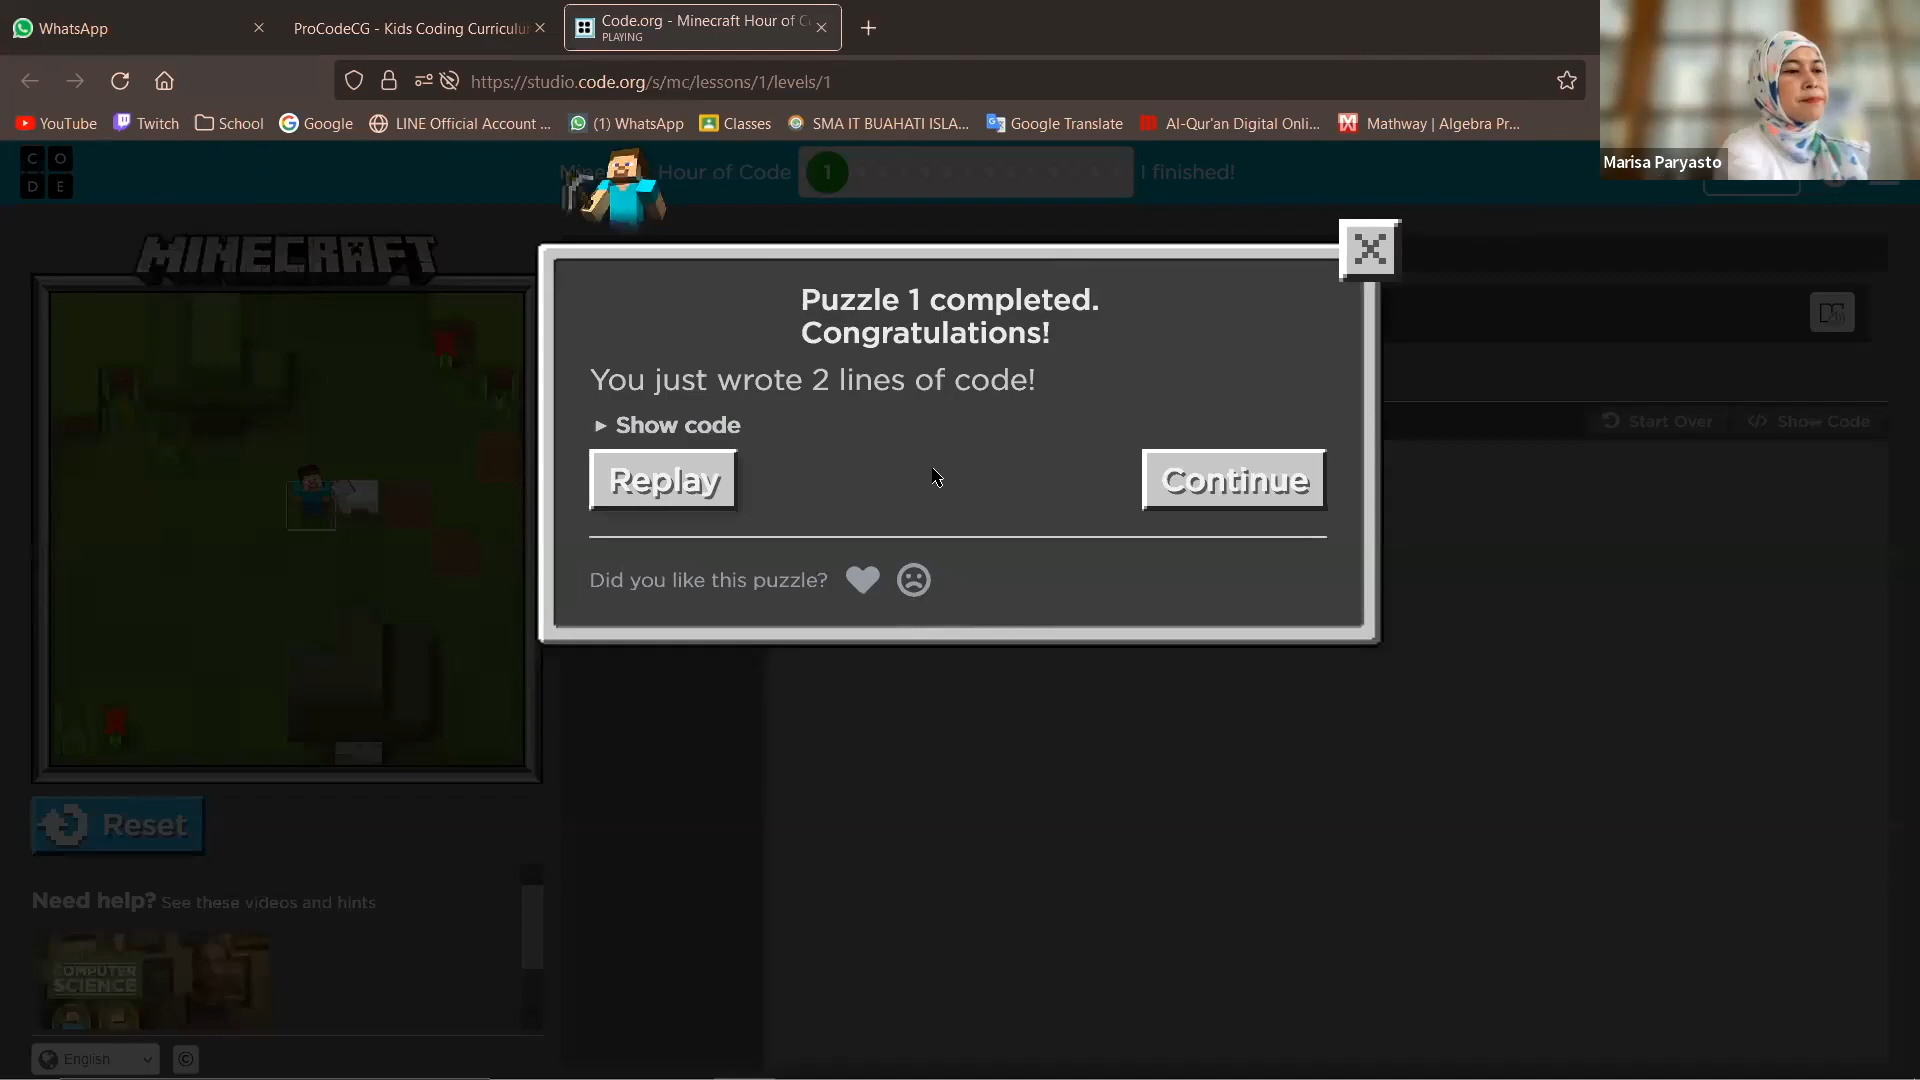 WhatsApp
ProCodeCG - Kids Coding Curriculu
Code.org - Minecraft Hour of C
PLAYING
https://studio.code.org/s/mc/lessons/1/levels/1
YouTube
Twitch
School
Google
LINE Official Account ...
(1) WhatsApp
Classes
SMA IT BUAHATI ISLA...
Google Translate
Al-Qur'an Digital Onli...
Mathway | Algebra Pr...
Marisa Paryasto
C O
D E
Hour of Code
1
I finished!
MINECRAFT
Puzzle 1 completed.
Congratulations!
You just wrote 2 lines of code!
Show code
Replay
Continue
Did you like this puzzle?
Start Over
Show Code
Reset
Need help? See these videos and hints
COMPUTER
SCIENCE
English
©